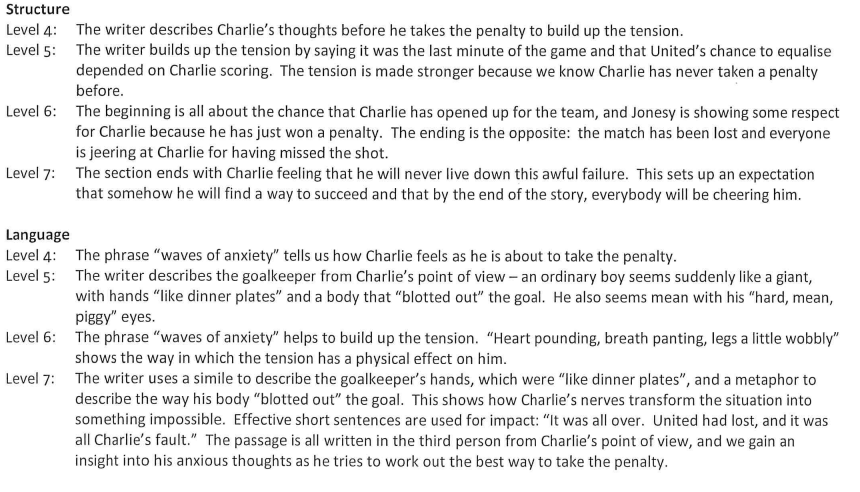 Structure
Level 4: The writer describes Charlie's thoughts before he takes the penalty to build up the tension.
Level 5: The writer builds up the tension by saying it was the last minute of the game and that United's chance to equalise
depended on Charlie scoring. The tension is made stronger because we know Charlie has never taken a penalty
before.
Level 6: The beginning is all about the chance that Charlie has opened up for the team, and Jonesy is showing some respect
for Charlie because he has just won a penalty. The ending is the opposite: the match has been lost and everyone
is jeering at Charlie for having missed the shot.
Level 7: The section ends with Charlie feeling that he will never live down this awful failure. This sets up an expectation
that somehow he will find a way to succeed and that by the end of the story, everybody will be cheering him.
Language
Level 4: The phrase "waves of anxiety" tells us how Charlie feels as he is about to take the penalty.
Level 5: The writer describes the goalkeeper from Charlie's point of view – an ordinary boy seems suddenly like a giant,
with hands "like dinner plates" and a body that "blotted out" the goal. He also seems mean with his "hard, mean,
piggy" eyes.
Level 6: The phrase "waves of anxiety" helps to build up the tension. "Heart pounding, breath panting, legs a little wobbly"
shows the way in which the tension has a physical effect on him.
Level 7: The writer uses a simile to describe the goalkeeper's hands, which were "like dinner plates", and a metaphor to
describe the way his body "blotted out" the goal. This shows how Charlie's nerves transform the situation into
something impossible. Effective short sentences are used for impact: "It was all over. United had lost, and it was
all Charlie's fault." The passage is all written in the third person from Charlie's point of view, and we gain an
insight into his anxious thoughts as he tries to work out the best way to take the penalty.